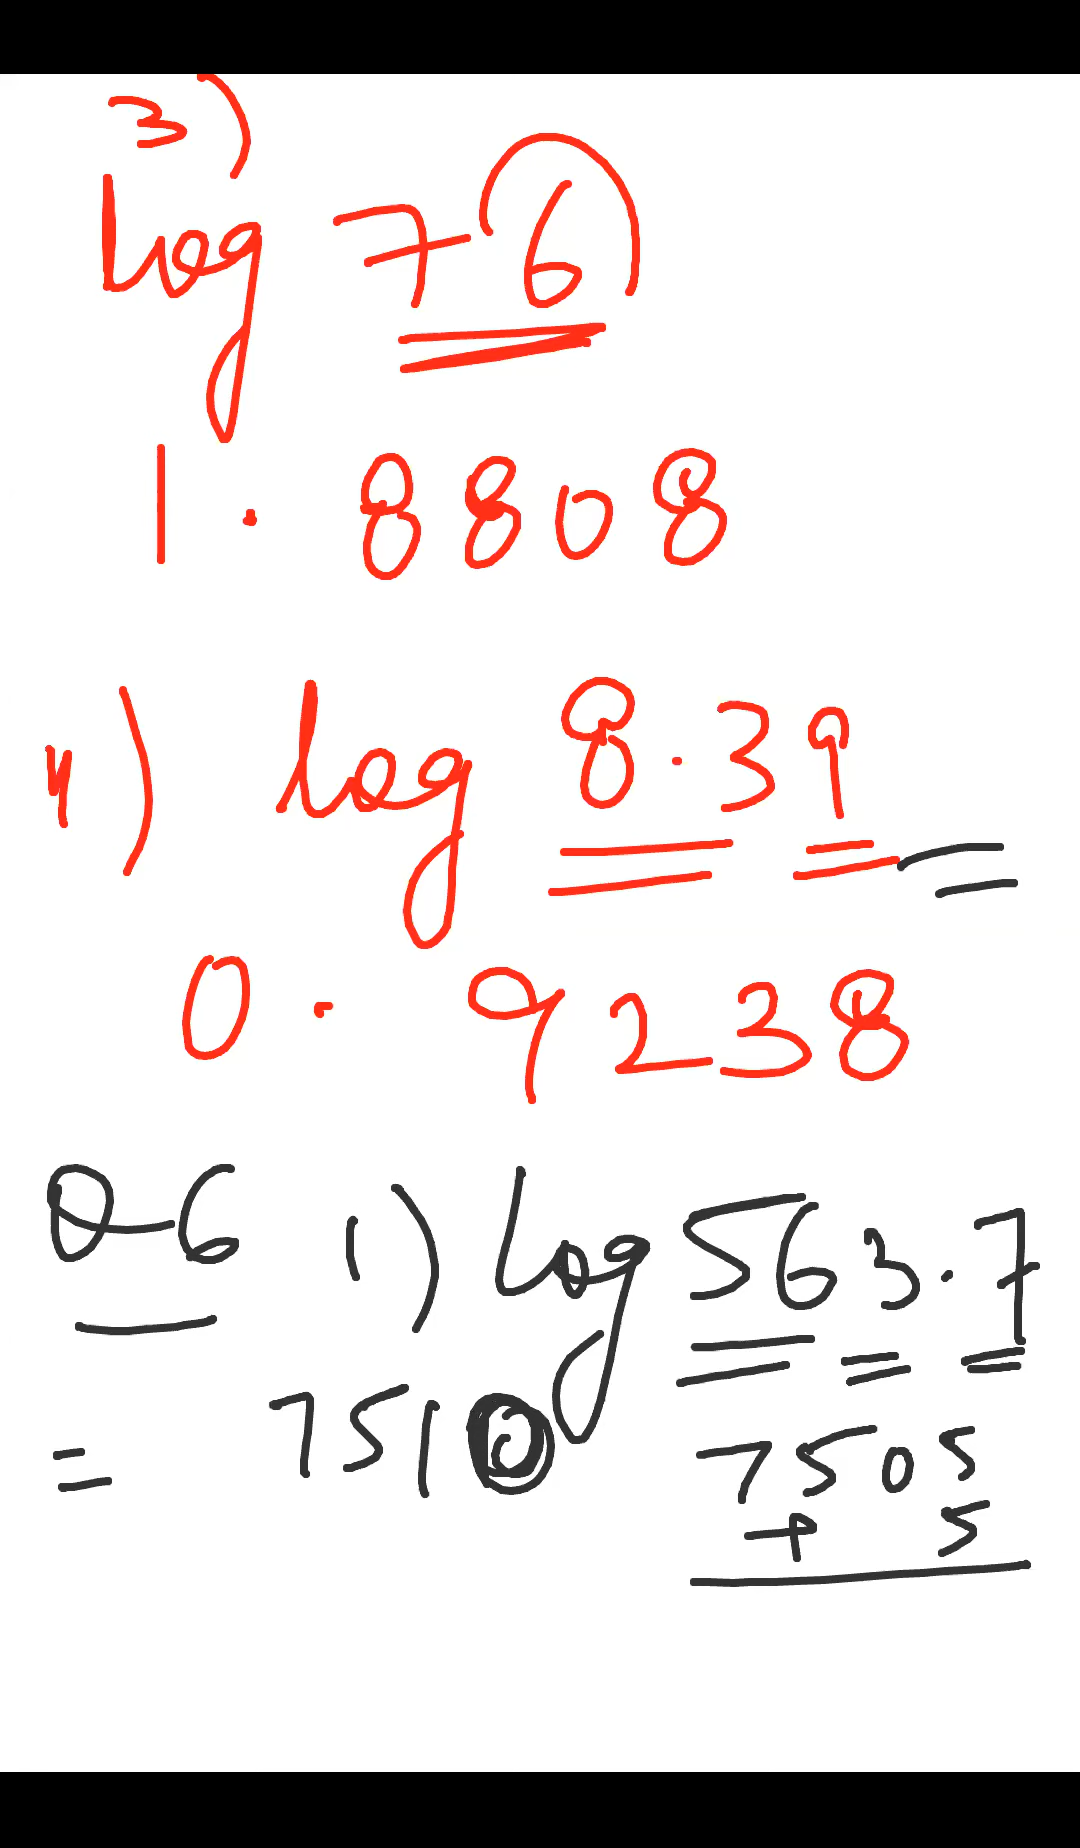 3)
log 76
1.8808
4) log 8.39
0.9238
Q-6 1) log 563.7
= 7510 7505
+ 5